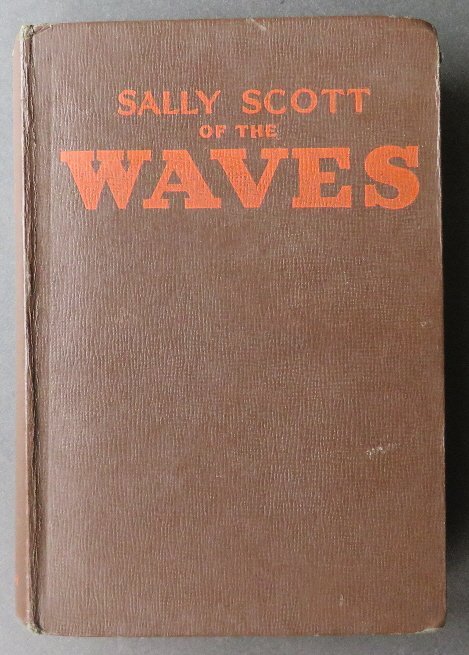 SALLY SCOTT
OF THE
WAVES